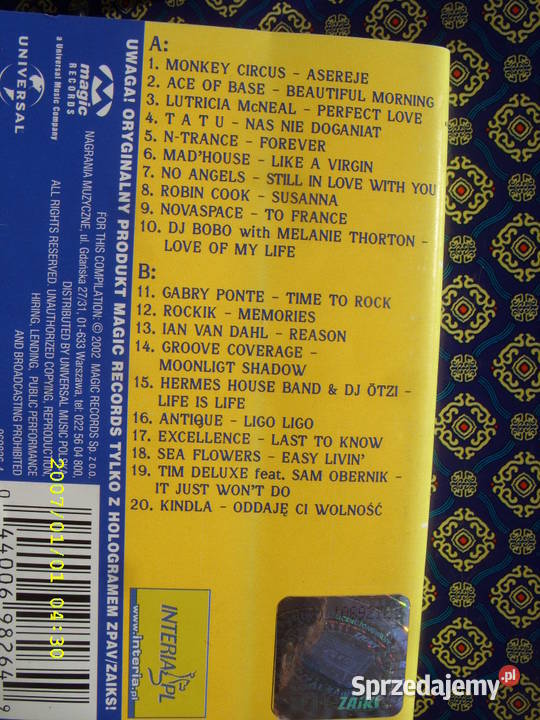 A:
1. MONKEY CIRCUS – ASEREJE
2. ACE OF BASE – BEAUTIFUL MORNING
3. LUTRICIA McNEAL – PERFECT LOVE
4. T A T U – NAS NIE DOGANIAT
5. N-TRANCE – FOREVER
6. MAD'HOUSE – LIKE A VIRGIN
7. NO ANGELS – STILL IN LOVE WITH YOU
8. ROBIN COOK – SUSANNA
9. NOVASPACE – TO FRANCE
10. DJ BOBO with MELANIE THORTON –
LOVE OF MY LIFE
B:
11. GABRY PONTE – TIME TO ROCK
12. ROCKIK – MEMORIES
13. IAN VAN DAHL – REASON
14. GROOVE COVERAGE –
MOONLIGT SHADOW
15. HERMES HOUSE BAND & DJ ÖTZI –
LIFE IS LIFE
16. ANTIQUE – LIGO LIGO
17. EXCELLENCE – LAST TO KNOW
18. SEA FLOWERS – EASY LIVIN'
19. TIM DELUXE feat. SAM OBERNIK –
IT JUST WON'T DO
20. KINDLA – ODDAJĘ CI WOLNOŚĆ
UWAGA! ORYGINALNY PRODUKT MAGIC RECORDS TYLKO Z HOLOGRAMEM ZPAV/ZAIKS!
magic
RECORDS
a Universal Music Company
UNIVERSAL
NAGRANIA MUZYCZNE, ul. Gdańska 27/31, 01-633 Warszawa, tel. 022 56 04 800,
FOR THIS COMPILATION: © 2002 MAGIC RECORDS Sp. z o.o.
DISTRIBUTED BY UNIVERSAL MUSIC POLSKA
ALL RIGHTS RESERVED. UNAUTHORIZED COPYING, REPRODUCTION,
HIRING, LENDING, PUBLIC PERFORMANCE
AND BROADCASTING PROHIBITED
0 44006 98264 9
2007/01/01 04:30
INTERIA.PL
www.interia.pl
ZAiKS
Sprzedajemy.pl